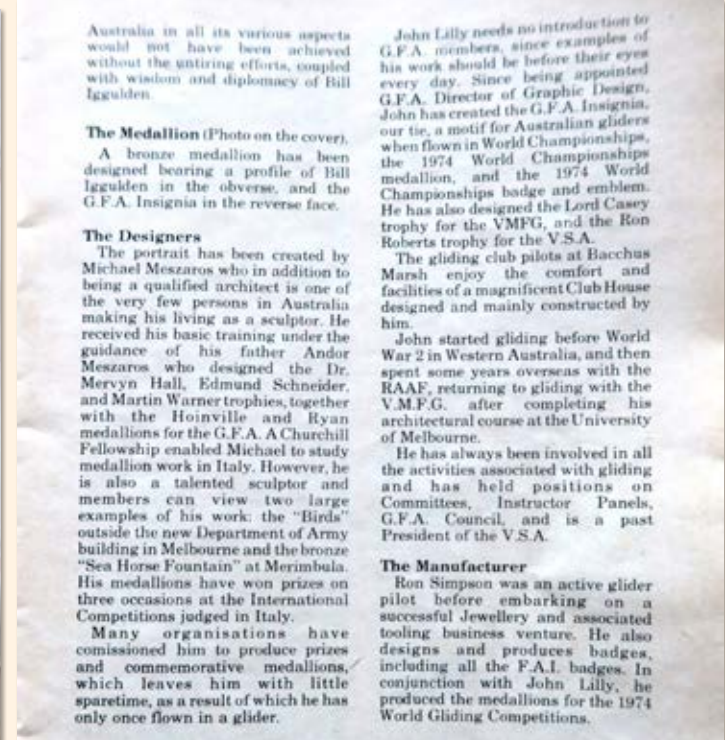 Australia in all its various aspects
would not have been achieved
without the untiring efforts, coupled
with wisdom and diplomacy of Bill
Iggulden.
The Medallion (Photo on the cover).
A bronze medallion has been
designed bearing a profile of Bill
Iggulden in the obverse, and the
G.F.A. Insignia in the reverse face.
The Designers
The portrait has been created by
Michael Meszaros who in addition to
being a qualified architect is one of
the very few persons in Australia
making his living as a sculptor. He
received his basic training under the
guidance of his father Andor
Meszaros who designed the Dr.
Mervyn Hall, Edmund Schneider,
and Martin Warner trophies, together
with the Hoinville and Ryan
medallions for the G.F.A. A Churchill
Fellowship enabled Michael to study
medallion work in Italy. However, he
is also a talented sculptor and
members can view two large
examples of his work: the "Birds"
outside the new Department of Army
building in Melbourne and the bronze
"Sea Horse Fountain" at Merimbula.
His medallions have won prizes on
three occasions at the International
Competitions judged in Italy.
Many organisations have
comissioned him to produce prizes
and commemorative medallions,
which leaves him with little
sparetime, as a result of which he has
only once flown in a glider.
John Lilly needs no introduction to
G.F.A. members, since examples of
his work should be before their eyes
every day. Since being appointed
G.F.A. Director of Graphic Design,
John has created the G.F.A. Insignia,
our tie, a motif for Australian gliders
when flown in World Championships,
the 1974 World Championships
medallion, and the 1974 World
Championships badge and emblem.
He has also designed the Lord Casey
trophy for the VMFG, and the Ron
Roberts trophy for the V.S.A.
The gliding club pilots at Bacchus
Marsh enjoy the comfort and
facilities of a magnificent Club House
designed and mainly constructed by
him.
John started gliding before World
War 2 in Western Australia, and then
spent some years overseas with the
RAAF, returning to gliding with the
V.M.F.G. after completing his
architectural course at the University
of Melbourne.
He has always been involved in all
the activities associated with gliding
and has held positions on
Committees, Instructor Panels,
G.F.A. Council, and is a past
President of the V.S.A.
The Manufacturer
Ron Simpson was an active glider
pilot before embarking on a
successful Jewellery and associated
tooling business venture. He also
designs and produces badges,
including all the F.A.I. badges. In
conjunction with John Lilly, he
produced the medallions for the 1974
World Gliding Competitions.